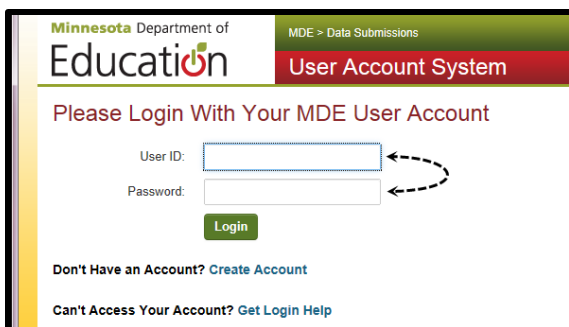 Minnesota Department of
Education
MDE > Data Submissions
User Account System
Please Login With Your MDE User Account
User ID:
Password:
Login
Don't Have an Account? Create Account
Can't Access Your Account? Get Login Help